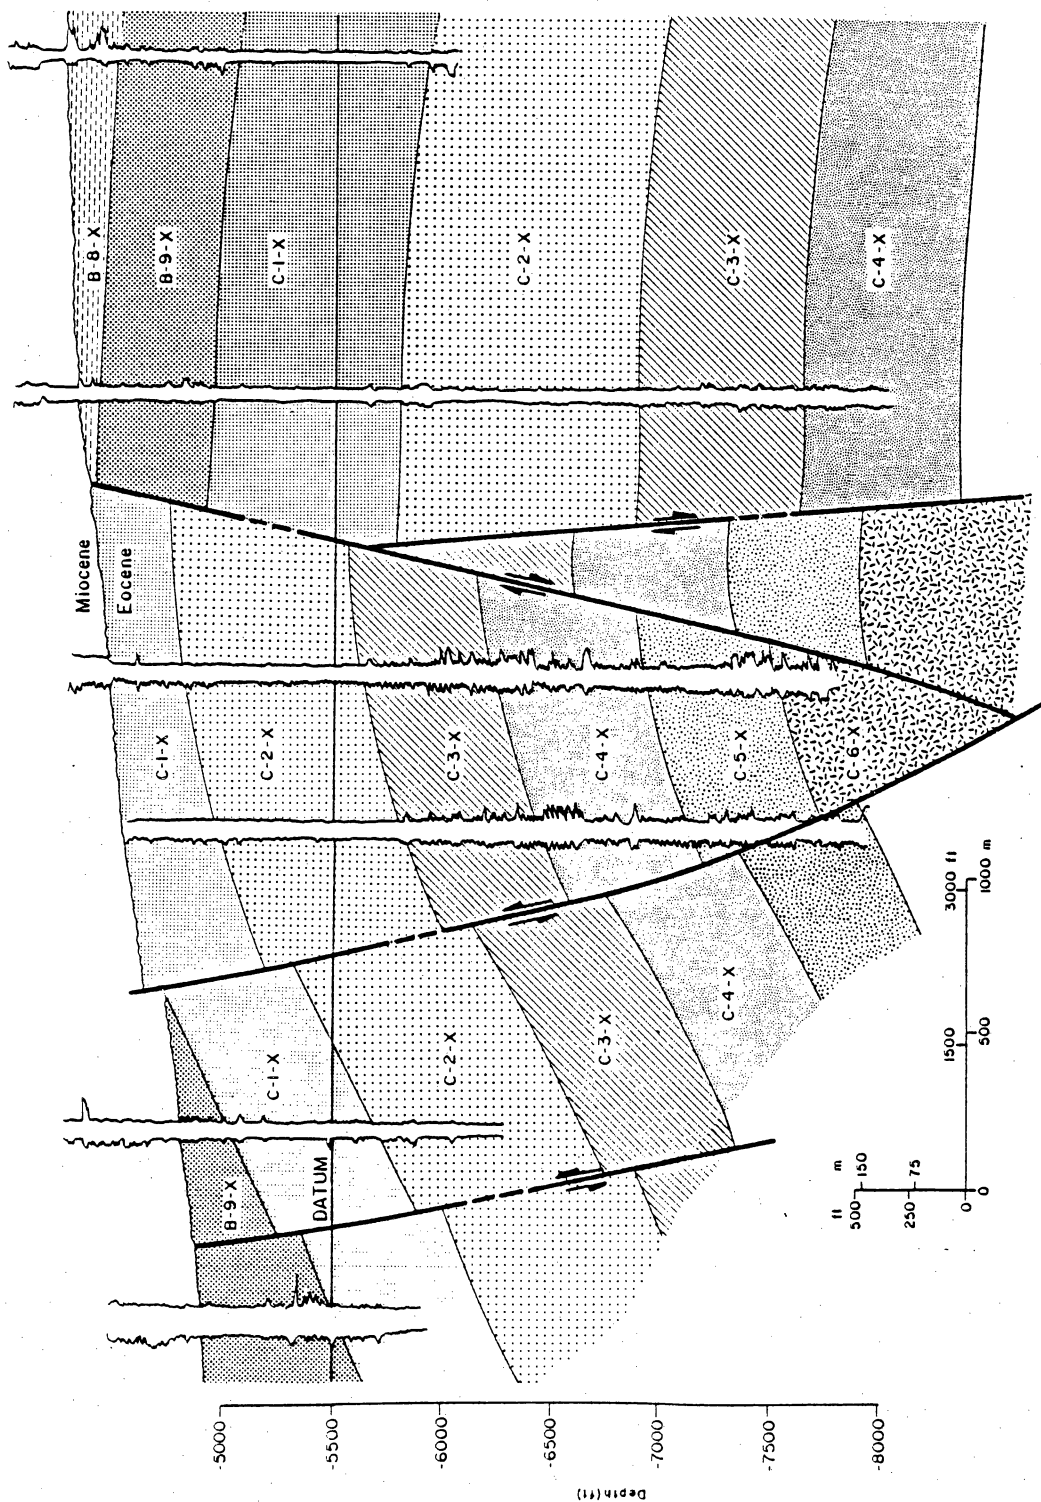 Miocene
Eocene
B-8-X
B-9-X
C-1-X
C-2-X
C-3-X
C-4-X
C-1-X
C-2-X
C-3-X
C-4-X
C-5-X
C-6-X
B-9-X
C-1-X
C-2-X
C-3-X
C-4-X
DATUM
Depth (ft)
-5000
-5500
-6000
-6500
-7000
-7500
-8000
ft m
500 150
250 75
0 0
1500 3000 ft
500 1000 m